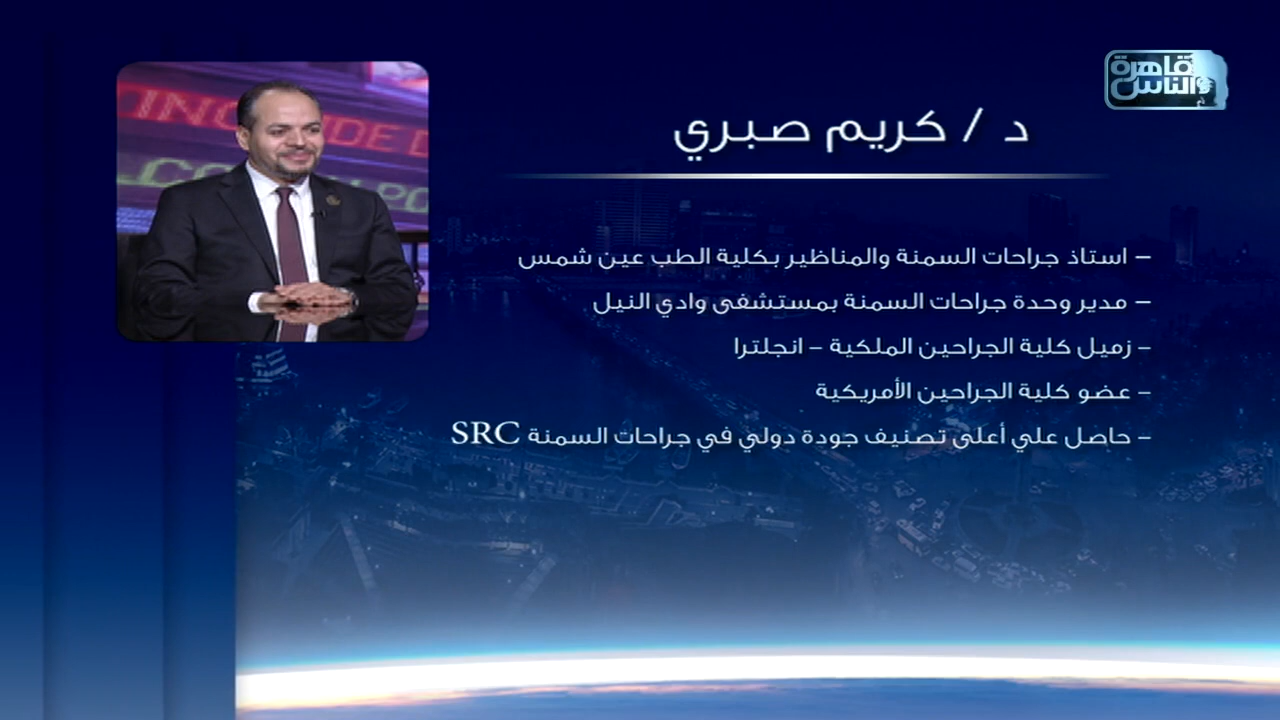 القاهرة
والناس
د / كريم صبري
– استاذ جراحات السمنة والمناظير بكلية الطب عين شمس
– مدير وحدة جراحات السمنة بمستشفى وادي النيل
– زميل كلية الجراحين الملكية – انجلترا
– عضو كلية الجراحين الأمريكية
– حاصل علي أعلى تصنيف جودة دولي في جراحات السمنة SRC